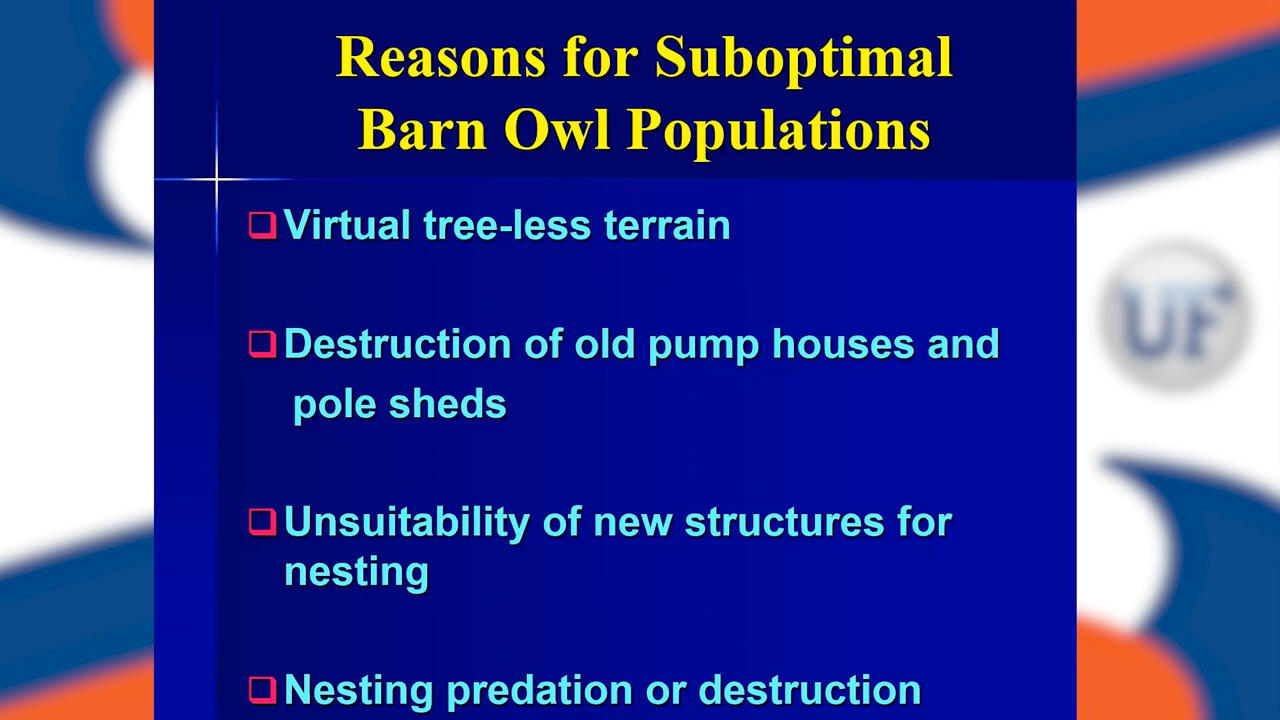 Reasons for Suboptimal
Barn Owl Populations
Virtual tree-less terrain
Destruction of old pump houses and
pole sheds
Unsuitability of new structures for
nesting
Nesting predation or destruction
UF